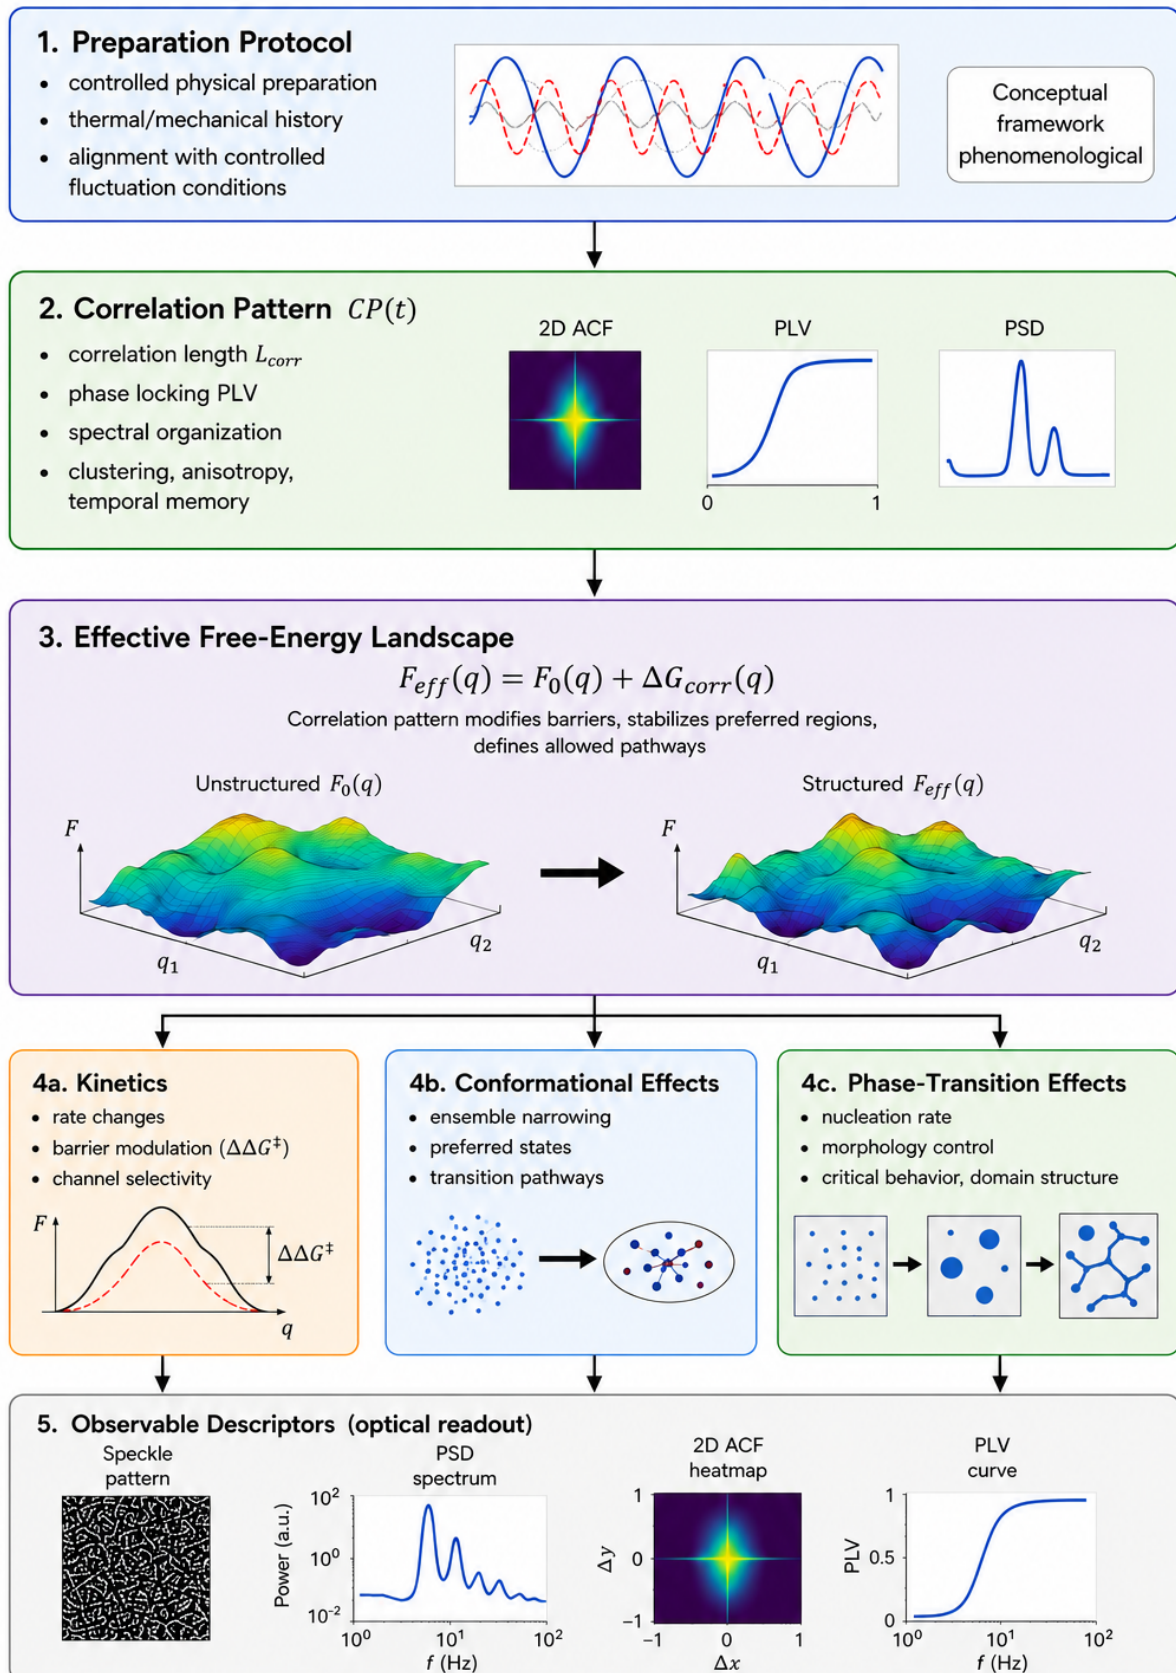 1. Preparation Protocol
• controlled physical preparation
• thermal/mechanical history
• alignment with controlled
fluctuation conditions
Conceptual
framework
phenomenological
2. Correlation Pattern CP(t)
• correlation length L_corr
• phase locking PLV
• spectral organization
• clustering, anisotropy,
temporal memory
2D ACF
PLV
0 1
PSD
3. Effective Free-Energy Landscape
F_eff(q) = F_0(q) + ΔG_corr(q)
Correlation pattern modifies barriers, stabilizes preferred regions,
defines allowed pathways
Unstructured F_0(q)
F
q_1
q_2
Structured F_eff(q)
F
q_1
q_2
4a. Kinetics
• rate changes
• barrier modulation (ΔΔG‡)
• channel selectivity
F
ΔΔG‡
q
4b. Conformational Effects
• ensemble narrowing
• preferred states
• transition pathways
4c. Phase-Transition Effects
• nucleation rate
• morphology control
• critical behavior, domain structure
5. Observable Descriptors (optical readout)
Speckle
pattern
PSD
spectrum
Power (a.u.)
10^2
10^0
10^-2
10^0 10^1 10^2
f (Hz)
2D ACF
heatmap
Δy
1
0
−1
−1 0 1
Δx
PLV
curve
PLV
1
0.5
0
10^0 10^1 10^2
f (Hz)